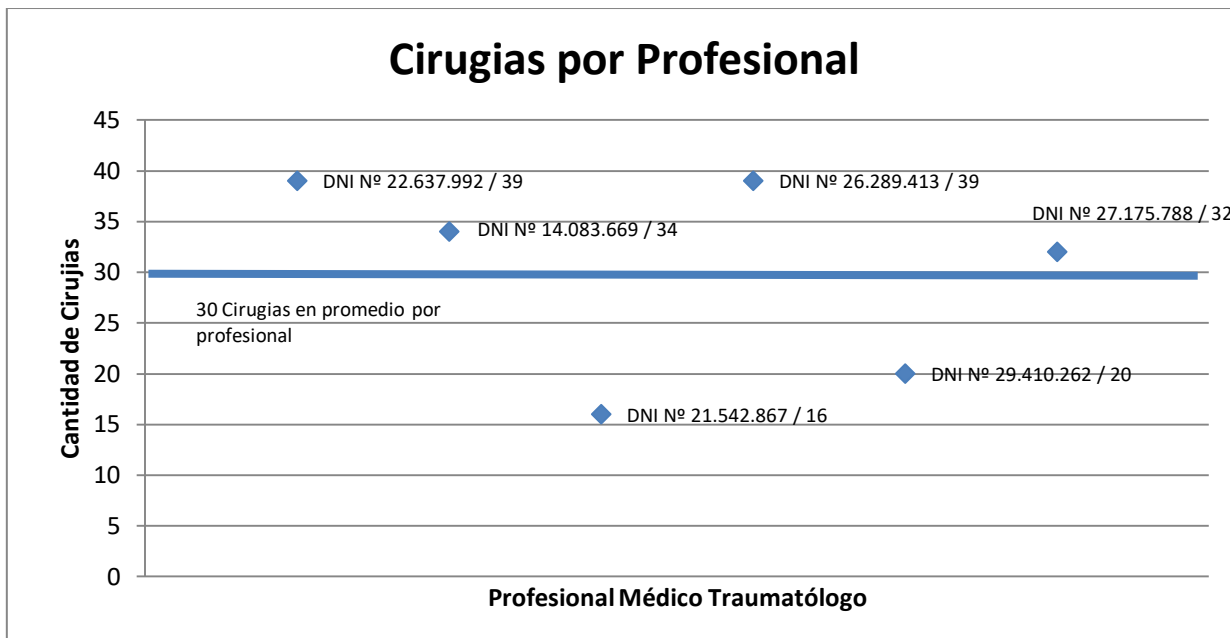 Cirugias por Profesional
Cantidad de Cirujias
45
40
35
30
25
20
15
10
5
0
DNI Nº 22.637.992 / 39
DNI Nº 14.083.669 / 34
DNI Nº 21.542.867 / 16
DNI Nº 26.289.413 / 39
DNI Nº 29.410.262 / 20
DNI Nº 27.175.788 / 32
30 Cirugias en promedio por
profesional
Profesional Médico Traumatólogo